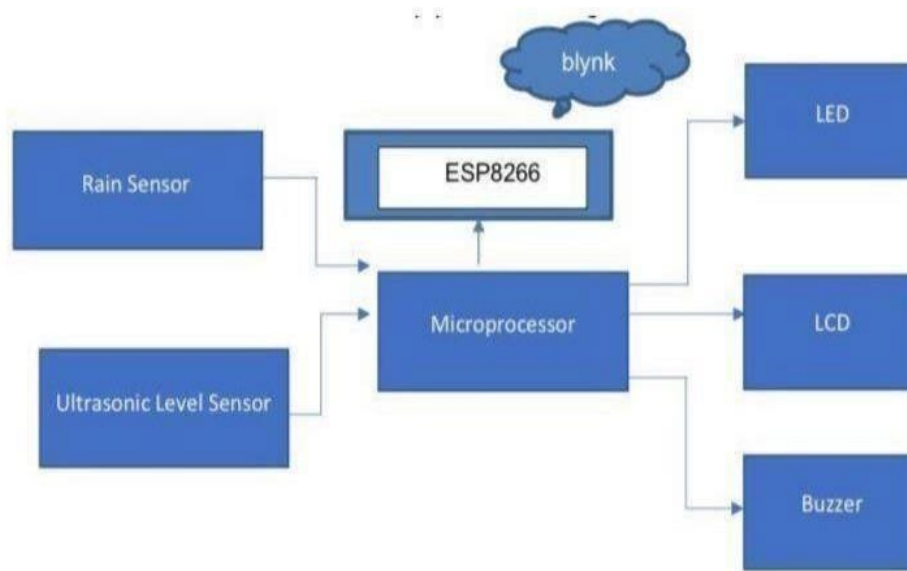 blynk
LED
ESP8266
Rain Sensor
Microprocessor
LCD
Ultrasonic Level Sensor
Buzzer